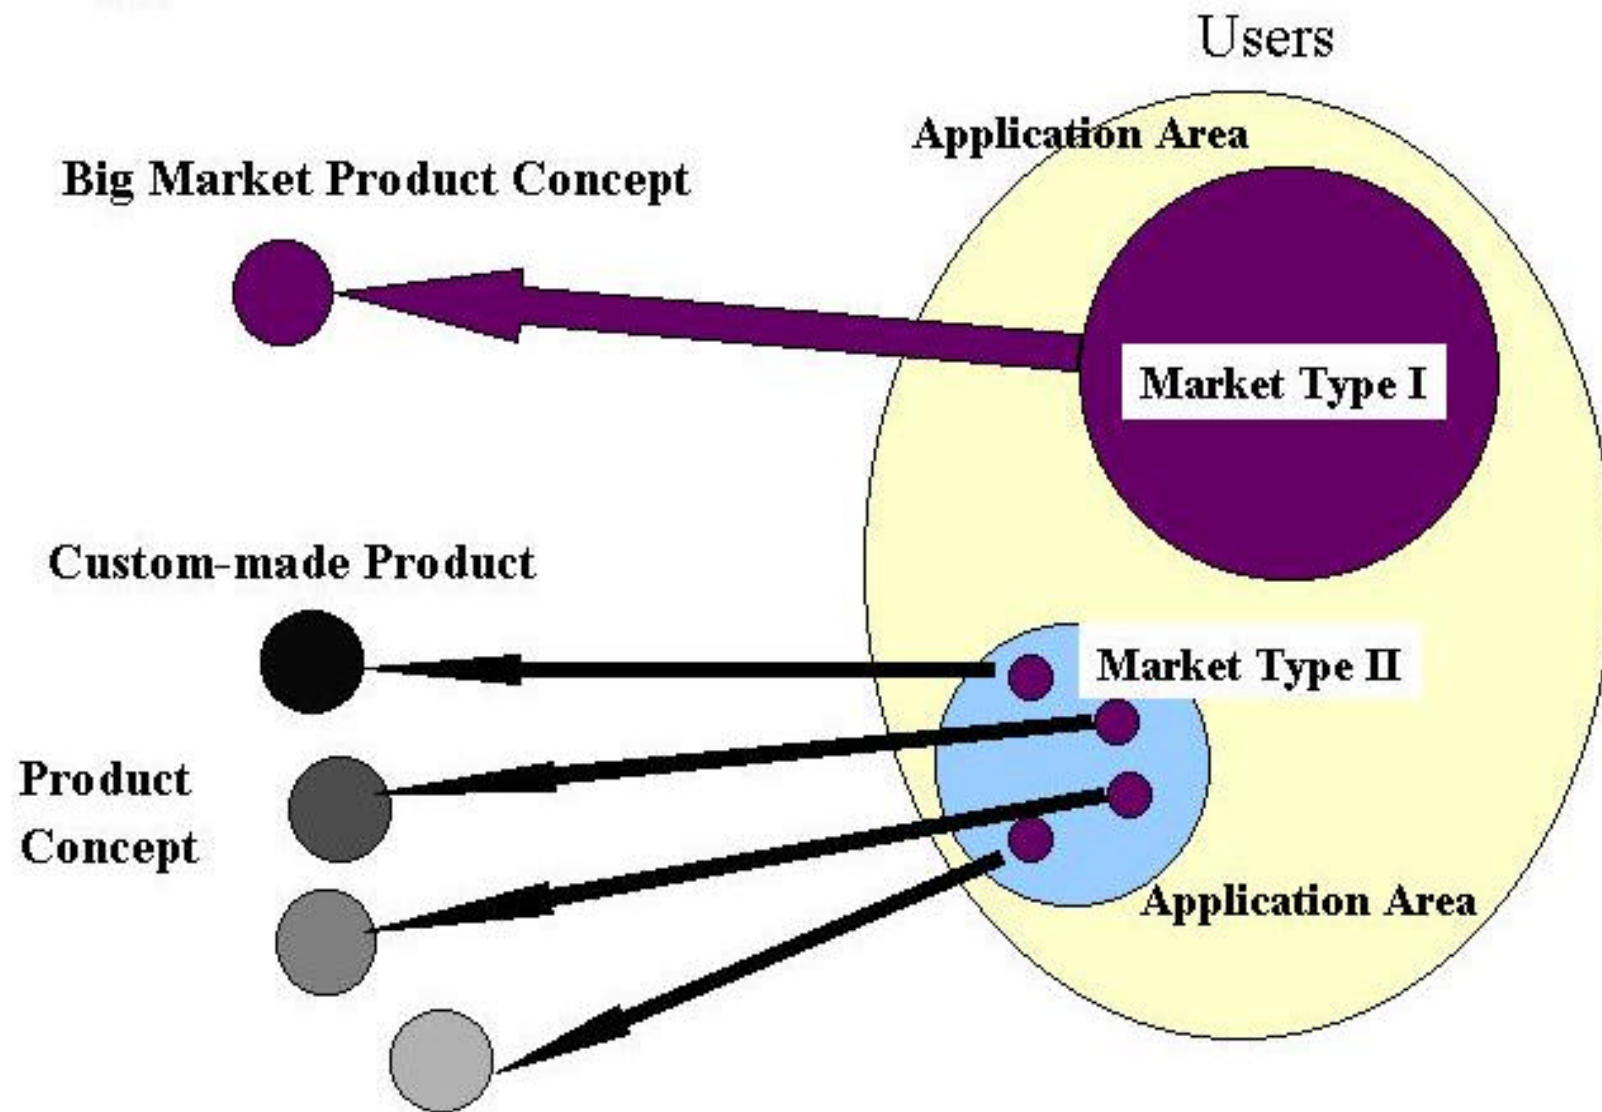 Users
Application Area
Big Market Product Concept
Market Type I
Custom-made Product
Market Type II
Product
Concept
Application Area